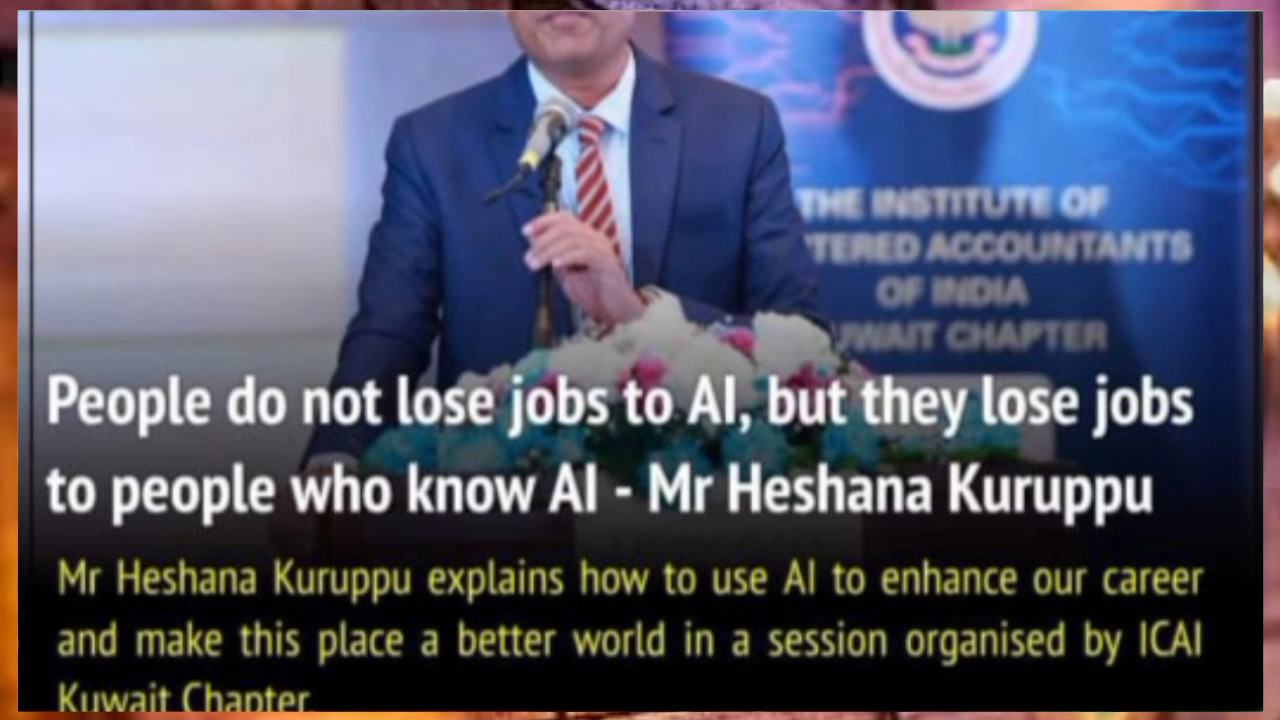 THE INSTITUTE OF
TERED ACCOUNTANTS
OF INDIA
UWAIT CHAPTER
People do not lose jobs to AI, but they lose jobs
to people who know AI - Mr Heshana Kuruppu
Mr Heshana Kuruppu explains how to use AI to enhance our career
and make this place a better world in a session organised by ICAI
Kuwait Chapter.